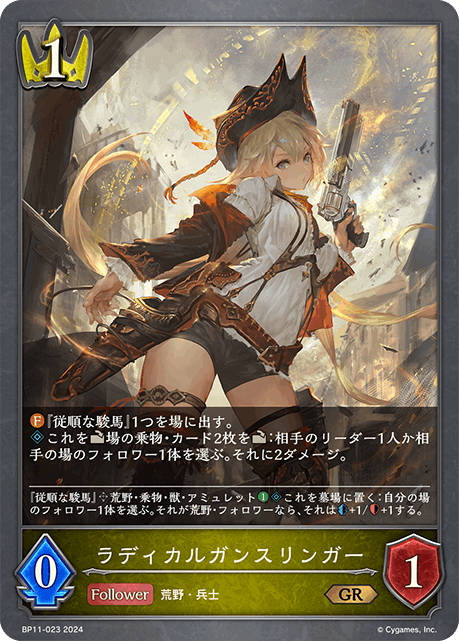 1
『従順な駿馬』1つを場に出す。
これを場の乗物・カード2枚を:相手のリーダー1人か相
手の場のフォロワー1体を選ぶ。それに2ダメージ。
『従順な駿馬』荒野・乗物・獣・アミュレット1これを墓場に置く:自分の場
のフォロワー1体を選ぶ。それが荒野・フォロワーなら、それは+1/+1する。
0
ラディカルガンスリンガー
1
Follower 荒野・兵士 GR
BP11-023 2024 © Cygames, Inc.